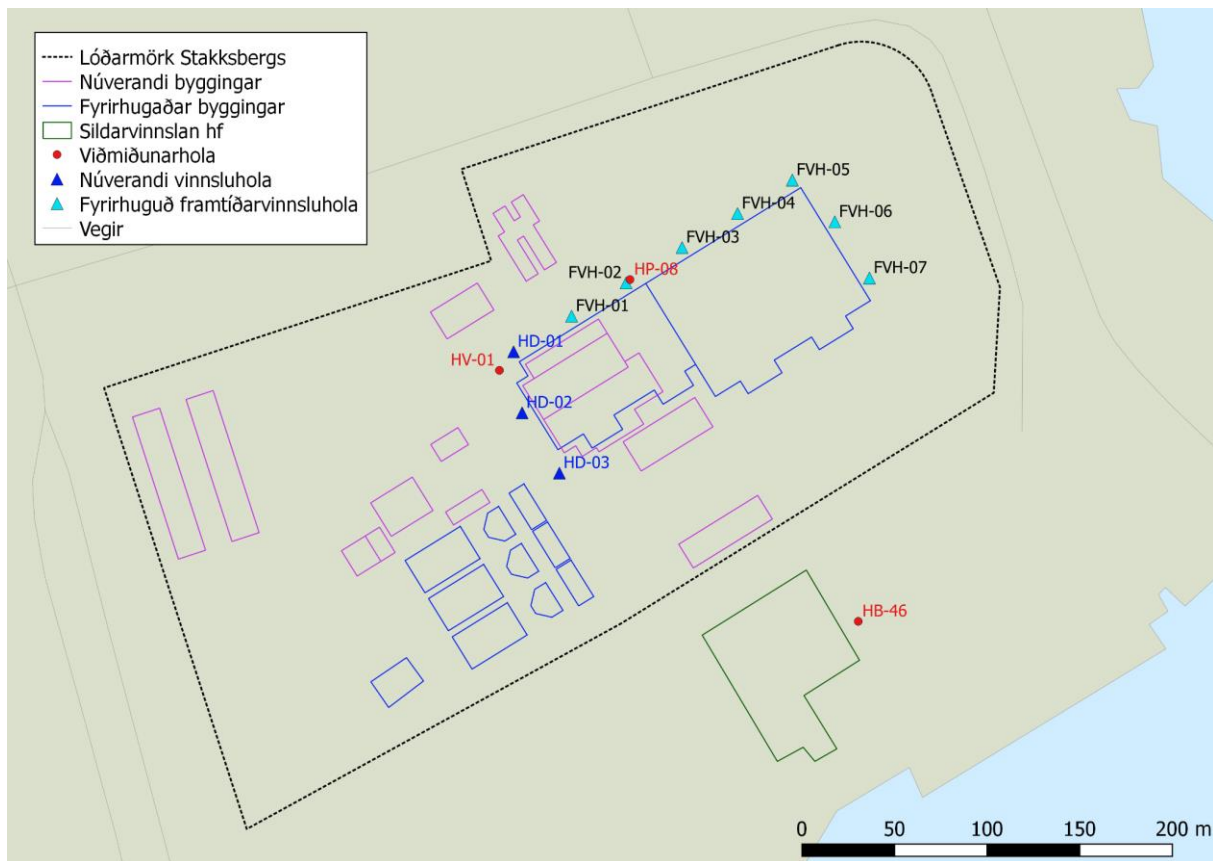 Lóðarmörk Stakksbergs
Núverandi byggingar
Fyrirhugaðar byggingar
Sildarvinnslan hf
Viðmiðunarhola
Núverandi vinnsluhola
Fyrirhuguð framtíðarvinnsluhola
Vegir
FVH-05
FVH-04
FVH-06
FVH-03
FVH-02
HP-08
FVH-07
FVH-01
HD-01
HV-01
HD-02
HD-03
HB-46
0 50 100 150 200 m